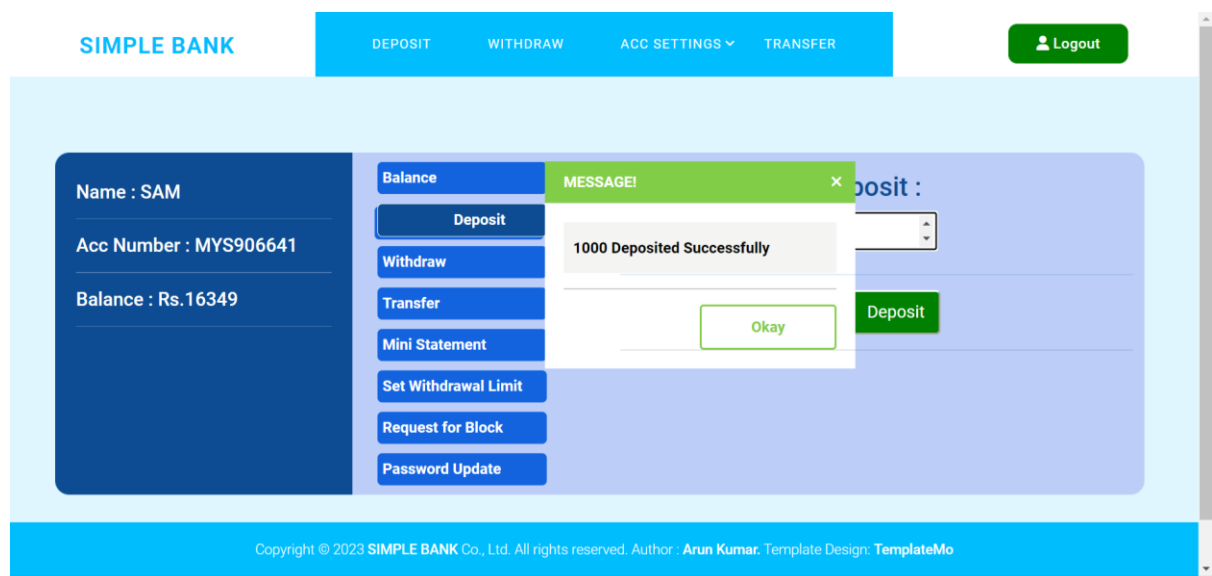 SIMPLE BANK
DEPOSIT WITHDRAW ACC SETTINGS TRANSFER
Logout
Name : SAM
Acc Number : MYS906641
Balance : Rs.16349
Balance
Deposit
Withdraw
Transfer
Mini Statement
Set Withdrawal Limit
Request for Block
Password Update
MESSAGE! ×
1000 Deposited Successfully
Okay
posit :
Deposit
Copyright © 2023 SIMPLE BANK Co., Ltd. All rights reserved. Author : Arun Kumar. Template Design: TemplateMo